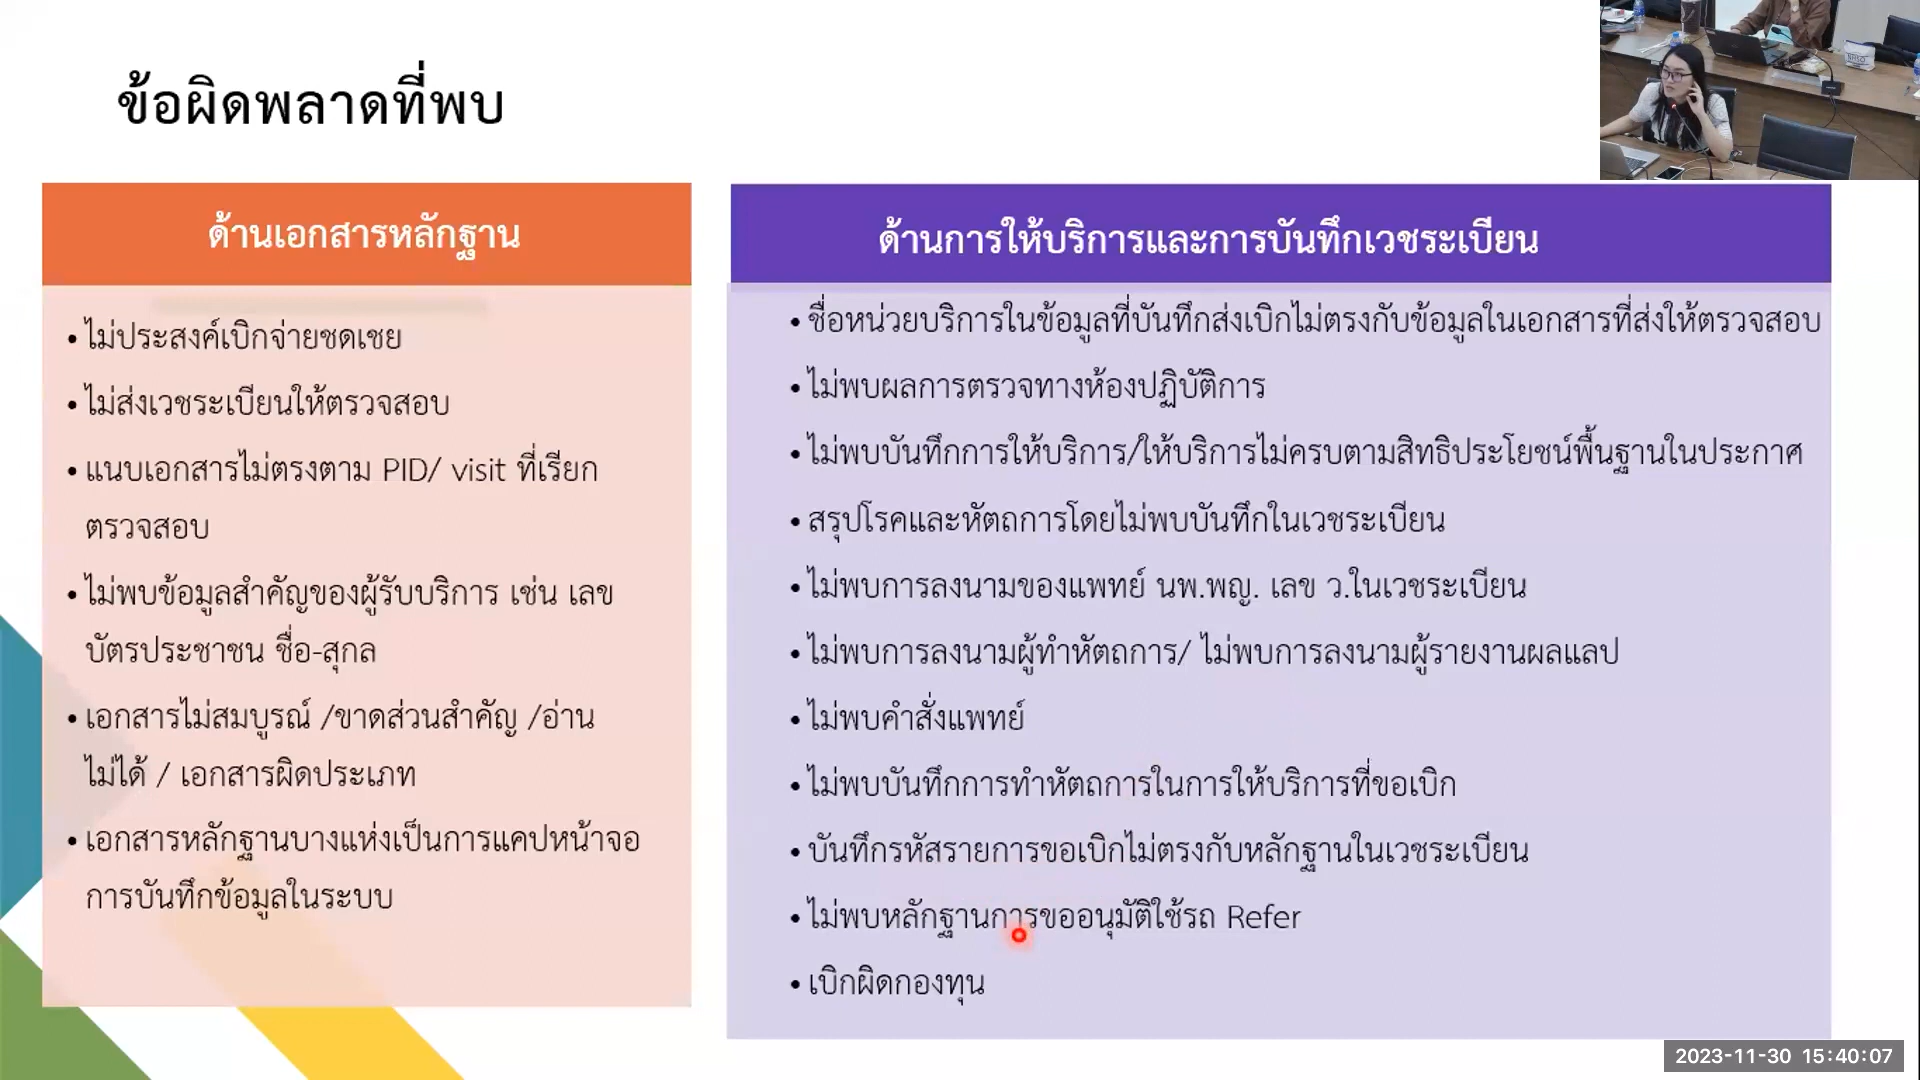 ข้อผิดพลาดที่พบ
ด้านเอกสารหลักฐาน
• ไม่ประสงค์เบิกจ่ายชดเชย
• ไม่ส่งเวชระเบียนให้ตรวจสอบ
• แนบเอกสารไม่ตรงตาม PID/ visit ที่เรียก
ตรวจสอบ
• ไม่พบข้อมูลสำคัญของผู้รับบริการ เช่น เลข
บัตรประชาชน ชื่อ-สุกล
• เอกสารไม่สมบูรณ์ /ขาดส่วนสำคัญ /อ่าน
ไม่ได้ / เอกสารผิดประเภท
• เอกสารหลักฐานบางแห่งเป็นการแคปหน้าจอ
การบันทึกข้อมูลในระบบ
ด้านการให้บริการและการบันทึกเวชระเบียน
• ชื่อหน่วยบริการในข้อมูลที่บันทึกส่งเบิกไม่ตรงกับข้อมูลในเอกสารที่ส่งให้ตรวจสอบ
• ไม่พบผลการตรวจทางห้องปฏิบัติการ
• ไม่พบบันทึกการให้บริการ/ให้บริการไม่ครบตามสิทธิประโยชน์พื้นฐานในประกาศ
• สรุปโรคและหัตถการโดยไม่พบบันทึกในเวชระเบียน
• ไม่พบการลงนามของแพทย์ นพ.พญ. เลข ว.ในเวชระเบียน
• ไม่พบการลงนามผู้ทำหัตถการ/ ไม่พบการลงนามผู้รายงานผลแลป
• ไม่พบคำสั่งแพทย์
• ไม่พบบันทึกการทำหัตถการในการให้บริการที่ขอเบิก
• บันทึกรหัสรายการขอเบิกไม่ตรงกับหลักฐานในเวชระเบียน
• ไม่พบหลักฐานการขออนุมัติใช้รถ Refer
• เบิกผิดกองทุน
2023-11-30 15:40:07